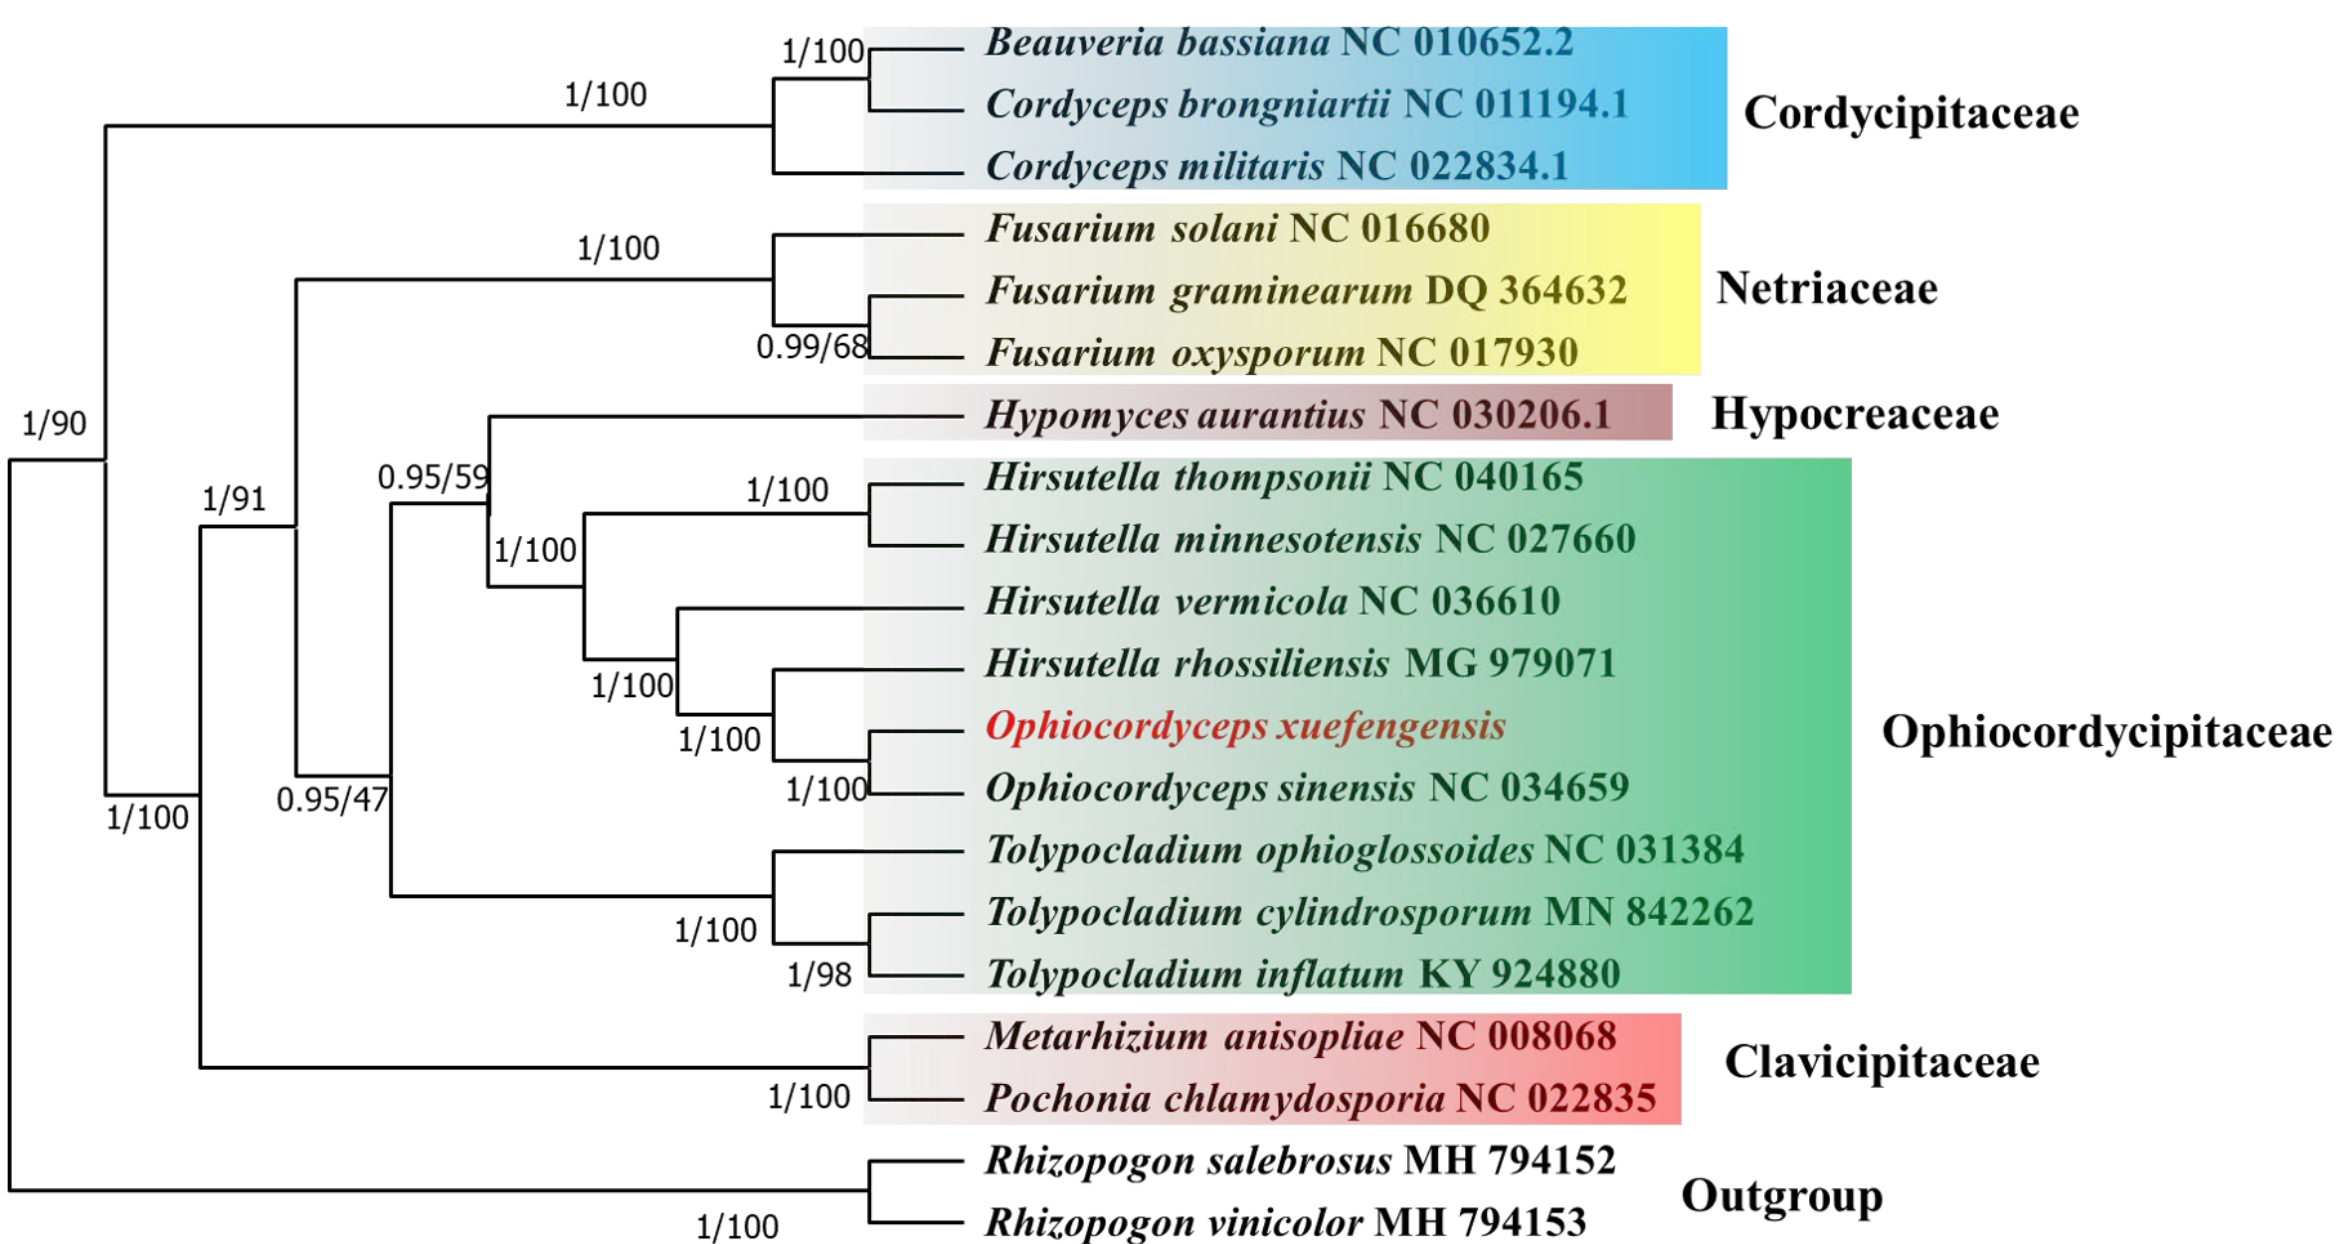 1/100
Beauveria bassiana NC 010652.2
1/100
Cordyceps brongniartii NC 011194.1
Cordycipitaceae
Cordyceps militaris NC 022834.1
Fusarium solani NC 016680
1/100
Fusarium graminearum DQ 364632
Netriaceae
0.99/68
Fusarium oxysporum NC 017930
1/90
Hypomyces aurantius NC 030206.1
Hypocreaceae
0.95/59
Hirsutella thompsonii NC 040165
1/91
1/100
1/100
Hirsutella minnesotensis NC 027660
Hirsutella vermicola NC 036610
Hirsutella rhossiliensis MG 979071
1/100
Ophiocordyceps xuefengensis
Ophiocordycipitaceae
1/100
1/100
Ophiocordyceps sinensis NC 034659
0.95/47
1/100
Tolypocladium ophioglossoides NC 031384
Tolypocladium cylindrosporum MN 842262
1/100
1/98
Tolypocladium inflatum KY 924880
Metarhizium anisopliae NC 008068
Clavicipitaceae
1/100
Pochonia chlamydosporia NC 022835
Rhizopogon salebrosus MH 794152
Outgroup
1/100
Rhizopogon vinicolor MH 794153